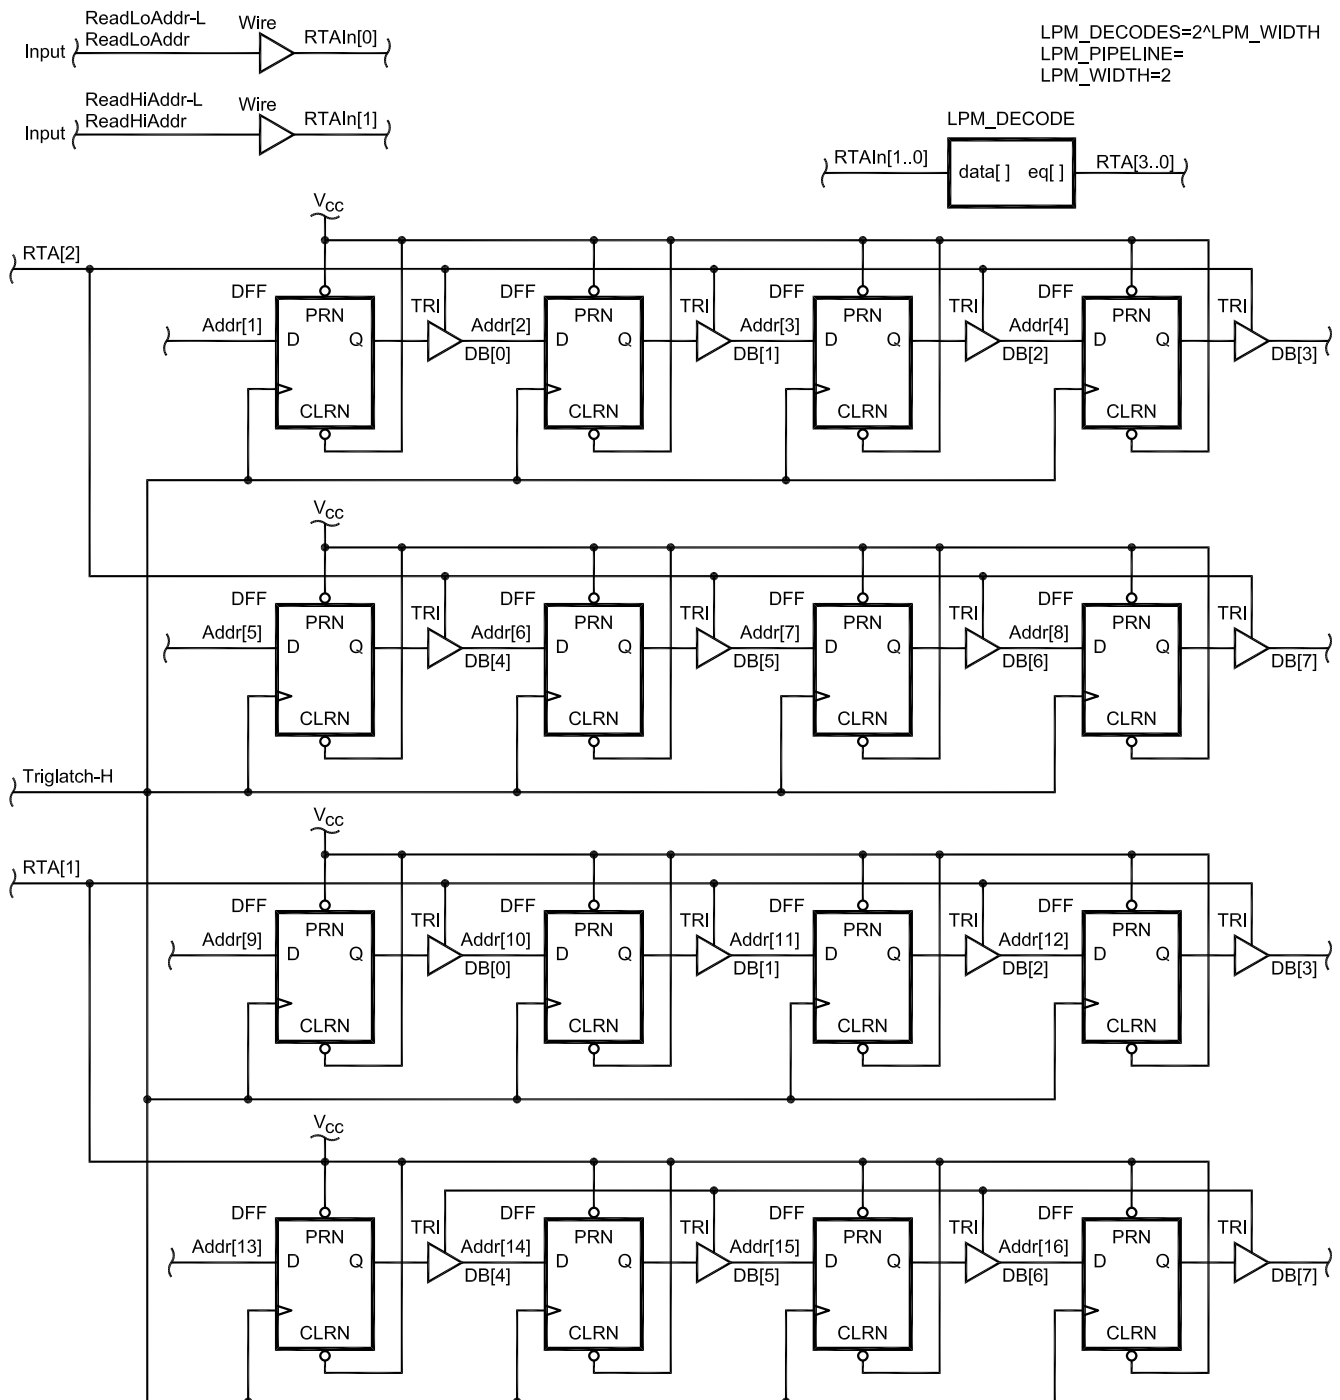 ReadLoAddr-L
Wire
Input ReadLoAddr RTAIn[0]
ReadHiAddr-L
Wire
Input ReadHiAddr RTAIn[1]
LPM_DECODES=2^LPM_WIDTH
LPM_PIPELINE=
LPM_WIDTH=2
LPM_DECODE
RTAIn[1..0] data[ ] eq[ ] RTA[3..0]
VCC
RTA[2]
DFF TRI DFF TRI DFF TRI DFF TRI
PRN PRN PRN PRN
Addr[1] Addr[2] Addr[3] Addr[4]
D Q D Q D Q D Q
DB[0] DB[1] DB[2] DB[3]
CLRN CLRN CLRN CLRN
VCC
DFF TRI DFF TRI DFF TRI DFF TRI
PRN PRN PRN PRN
Addr[5] Addr[6] Addr[7] Addr[8]
D Q D Q D Q D Q
DB[4] DB[5] DB[6] DB[7]
CLRN CLRN CLRN CLRN
Triglatch-H
VCC
RTA[1]
DFF TRI DFF TRI DFF TRI DFF TRI
PRN PRN PRN PRN
Addr[9] Addr[10] Addr[11] Addr[12]
D Q D Q D Q D Q
DB[0] DB[1] DB[2] DB[3]
CLRN CLRN CLRN CLRN
VCC
DFF TRI DFF TRI DFF TRI DFF TRI
PRN PRN PRN PRN
Addr[13] Addr[14] Addr[15] Addr[16]
D Q D Q D Q D Q
DB[4] DB[5] DB[6] DB[7]
CLRN CLRN CLRN CLRN